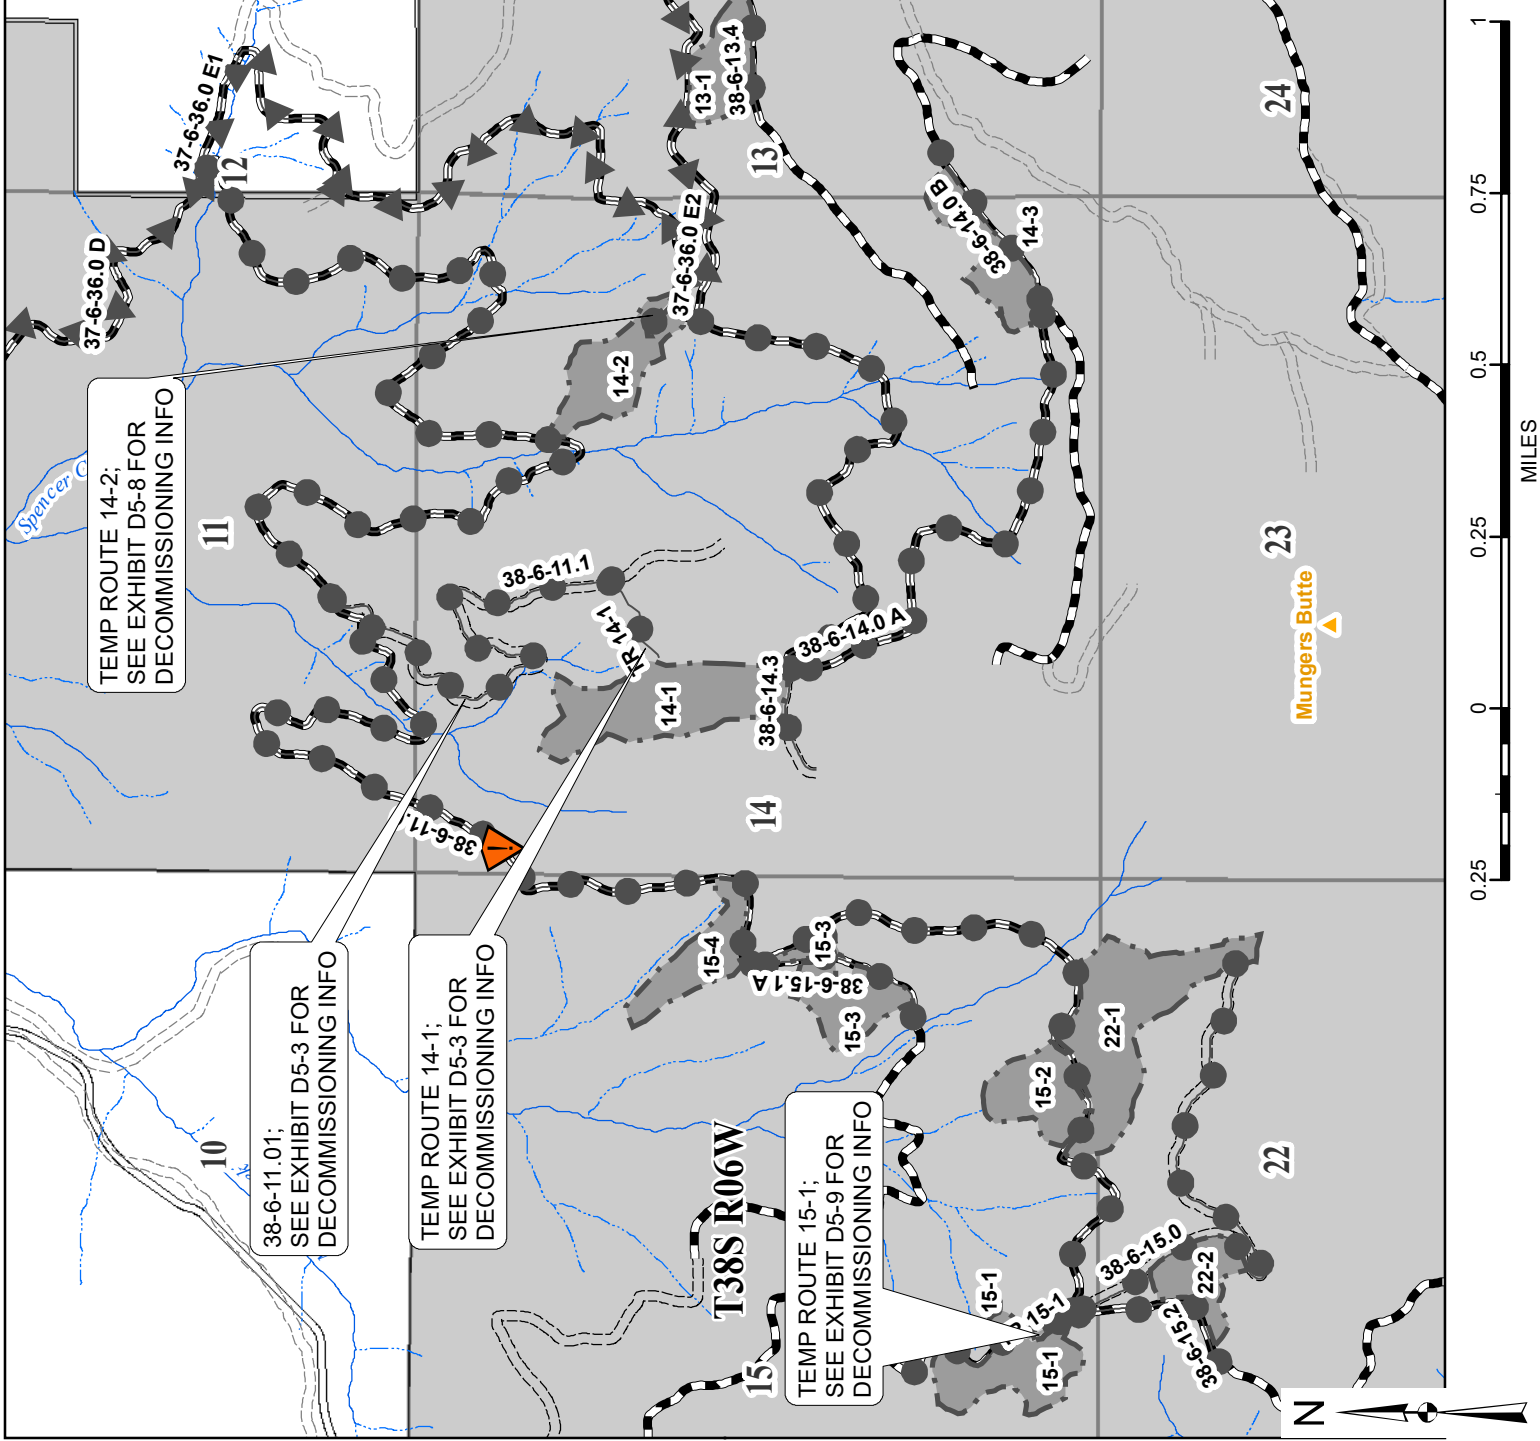 37-6-36.0 E1
12
37-6-36.0 D
13-1
38-6-13.4
13
24
37-6-36.0 E2
38-6-14.0 B
14-3
14-2
TEMP ROUTE 14-2;
SEE EXHIBIT D5-8 FOR
DECOMMISSIONING INFO
Spencer C
11
38-6-11.1
NR 14-1
14-1
38-6-14.3
38-6-14.0 A
23
Mungers Butte
14
38-6-11.
38-6-11.01;
SEE EXHIBIT D5-3 FOR
DECOMMISSIONING INFO
TEMP ROUTE 14-1;
SEE EXHIBIT D5-3 FOR
DECOMMISSIONING INFO
10
15-4
15-3
38-6-15.1 A
15-3
22-1
15-2
22
T38S R06W
TEMP ROUTE 15-1;
SEE EXHIBIT D5-9 FOR
DECOMMISSIONING INFO
15
15-1
15-1
15-1
38-6-15.0
22-2
38-6-15.2
N
0.25
0
0.25
0.5
0.75
1
MILES